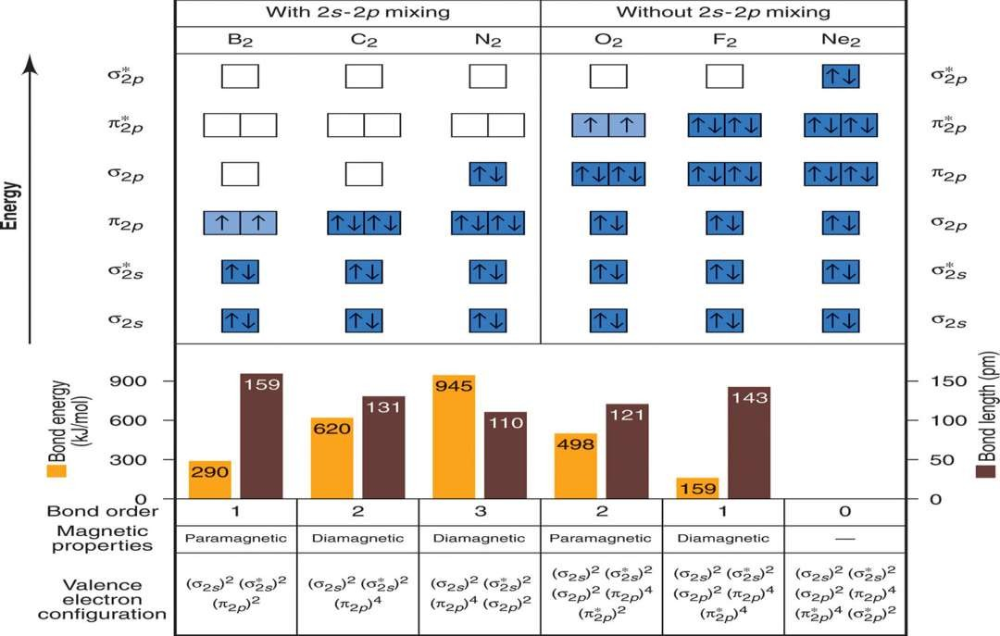 With 2s-2p mixing Without 2s-2p mixing
B₂ C₂ N₂ O₂ F₂ Ne₂
σ*₂p ↑↓ σ*₂p
π*₂p ↑ ↑ ↑↓ ↑↓ ↑↓ ↑↓ π*₂p
σ₂p ↑↓ ↑↓ ↑↓ ↑↓ ↑↓ ↑↓ ↑↓ π₂p
π₂p ↑ ↑ ↑↓ ↑↓ ↑↓ ↑↓ ↑↓ ↑↓ ↑↓ σ₂p
σ*₂s ↑↓ ↑↓ ↑↓ ↑↓ ↑↓ ↑↓ σ*₂s
σ₂s ↑↓ ↑↓ ↑↓ ↑↓ ↑↓ ↑↓ σ₂s
Energy
Bond energy
(kJ/mol)
900
600
300
0
290 159
620 131
945 110
498 121
159 143
150
100
50
0
Bond length (pm)
Bond order 1 2 3 2 1 0
Magnetic
properties Paramagnetic Diamagnetic Diamagnetic Paramagnetic Diamagnetic —
Valence
electron
configuration
(σ₂s)² (σ*₂s)²
(π₂p)²
(σ₂s)² (σ*₂s)²
(π₂p)⁴
(σ₂s)² (σ*₂s)²
(π₂p)⁴ (σ₂p)²
(σ₂s)² (σ*₂s)²
(σ₂p)² (π₂p)⁴
(π*₂p)²
(σ₂s)² (σ*₂s)²
(σ₂p)² (π₂p)⁴
(π*₂p)⁴
(σ₂s)² (σ*₂s)²
(σ₂p)² (π₂p)⁴
(π*₂p)⁴ (σ*₂p)²